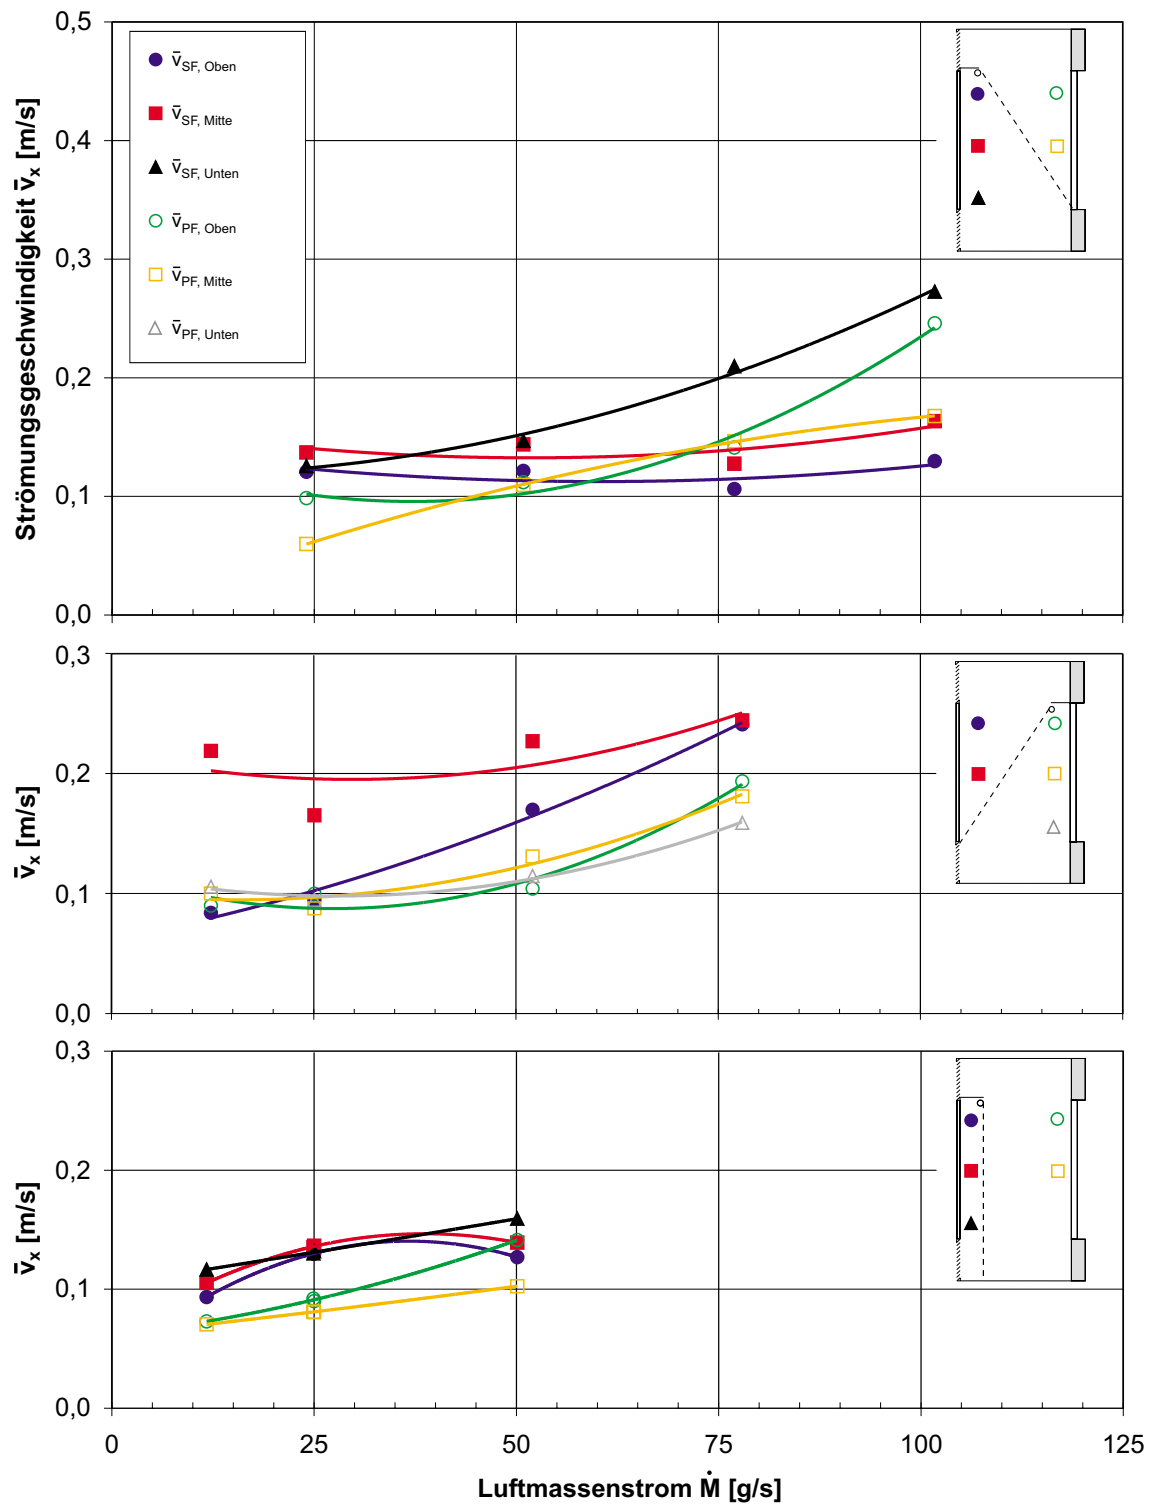 Strömungsgeschwindigkeit v̄x [m/s]
0,5
0,4
0,3
0,2
0,1
0,0
v̄SF, Oben
v̄SF, Mitte
v̄SF, Unten
v̄PF, Oben
v̄PF, Mitte
v̄PF, Unten
v̄x [m/s]
0,3
0,2
0,1
0,0
v̄x [m/s]
0,3
0,2
0,1
0,0
0 25 50 75 100 125
Luftmassenstrom Ṁ [g/s]